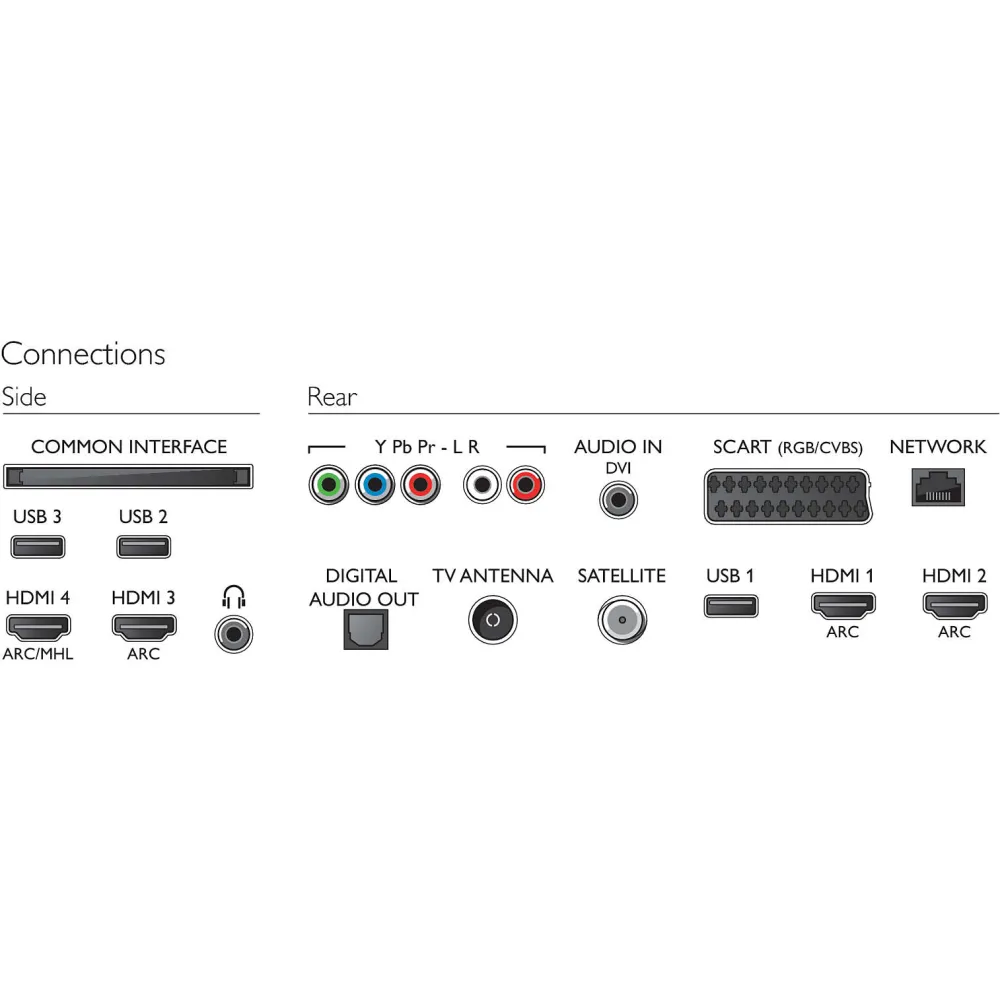 Connections
Side
COMMON INTERFACE
USB 3 USB 2
HDMI 4 HDMI 3
ARC/MHL ARC
Rear
Y Pb Pr - L R
AUDIO IN
DVI
SCART (RGB/CVBS)
NETWORK
DIGITAL
AUDIO OUT
TV ANTENNA
SATELLITE
USB 1
HDMI 1
ARC
HDMI 2
ARC